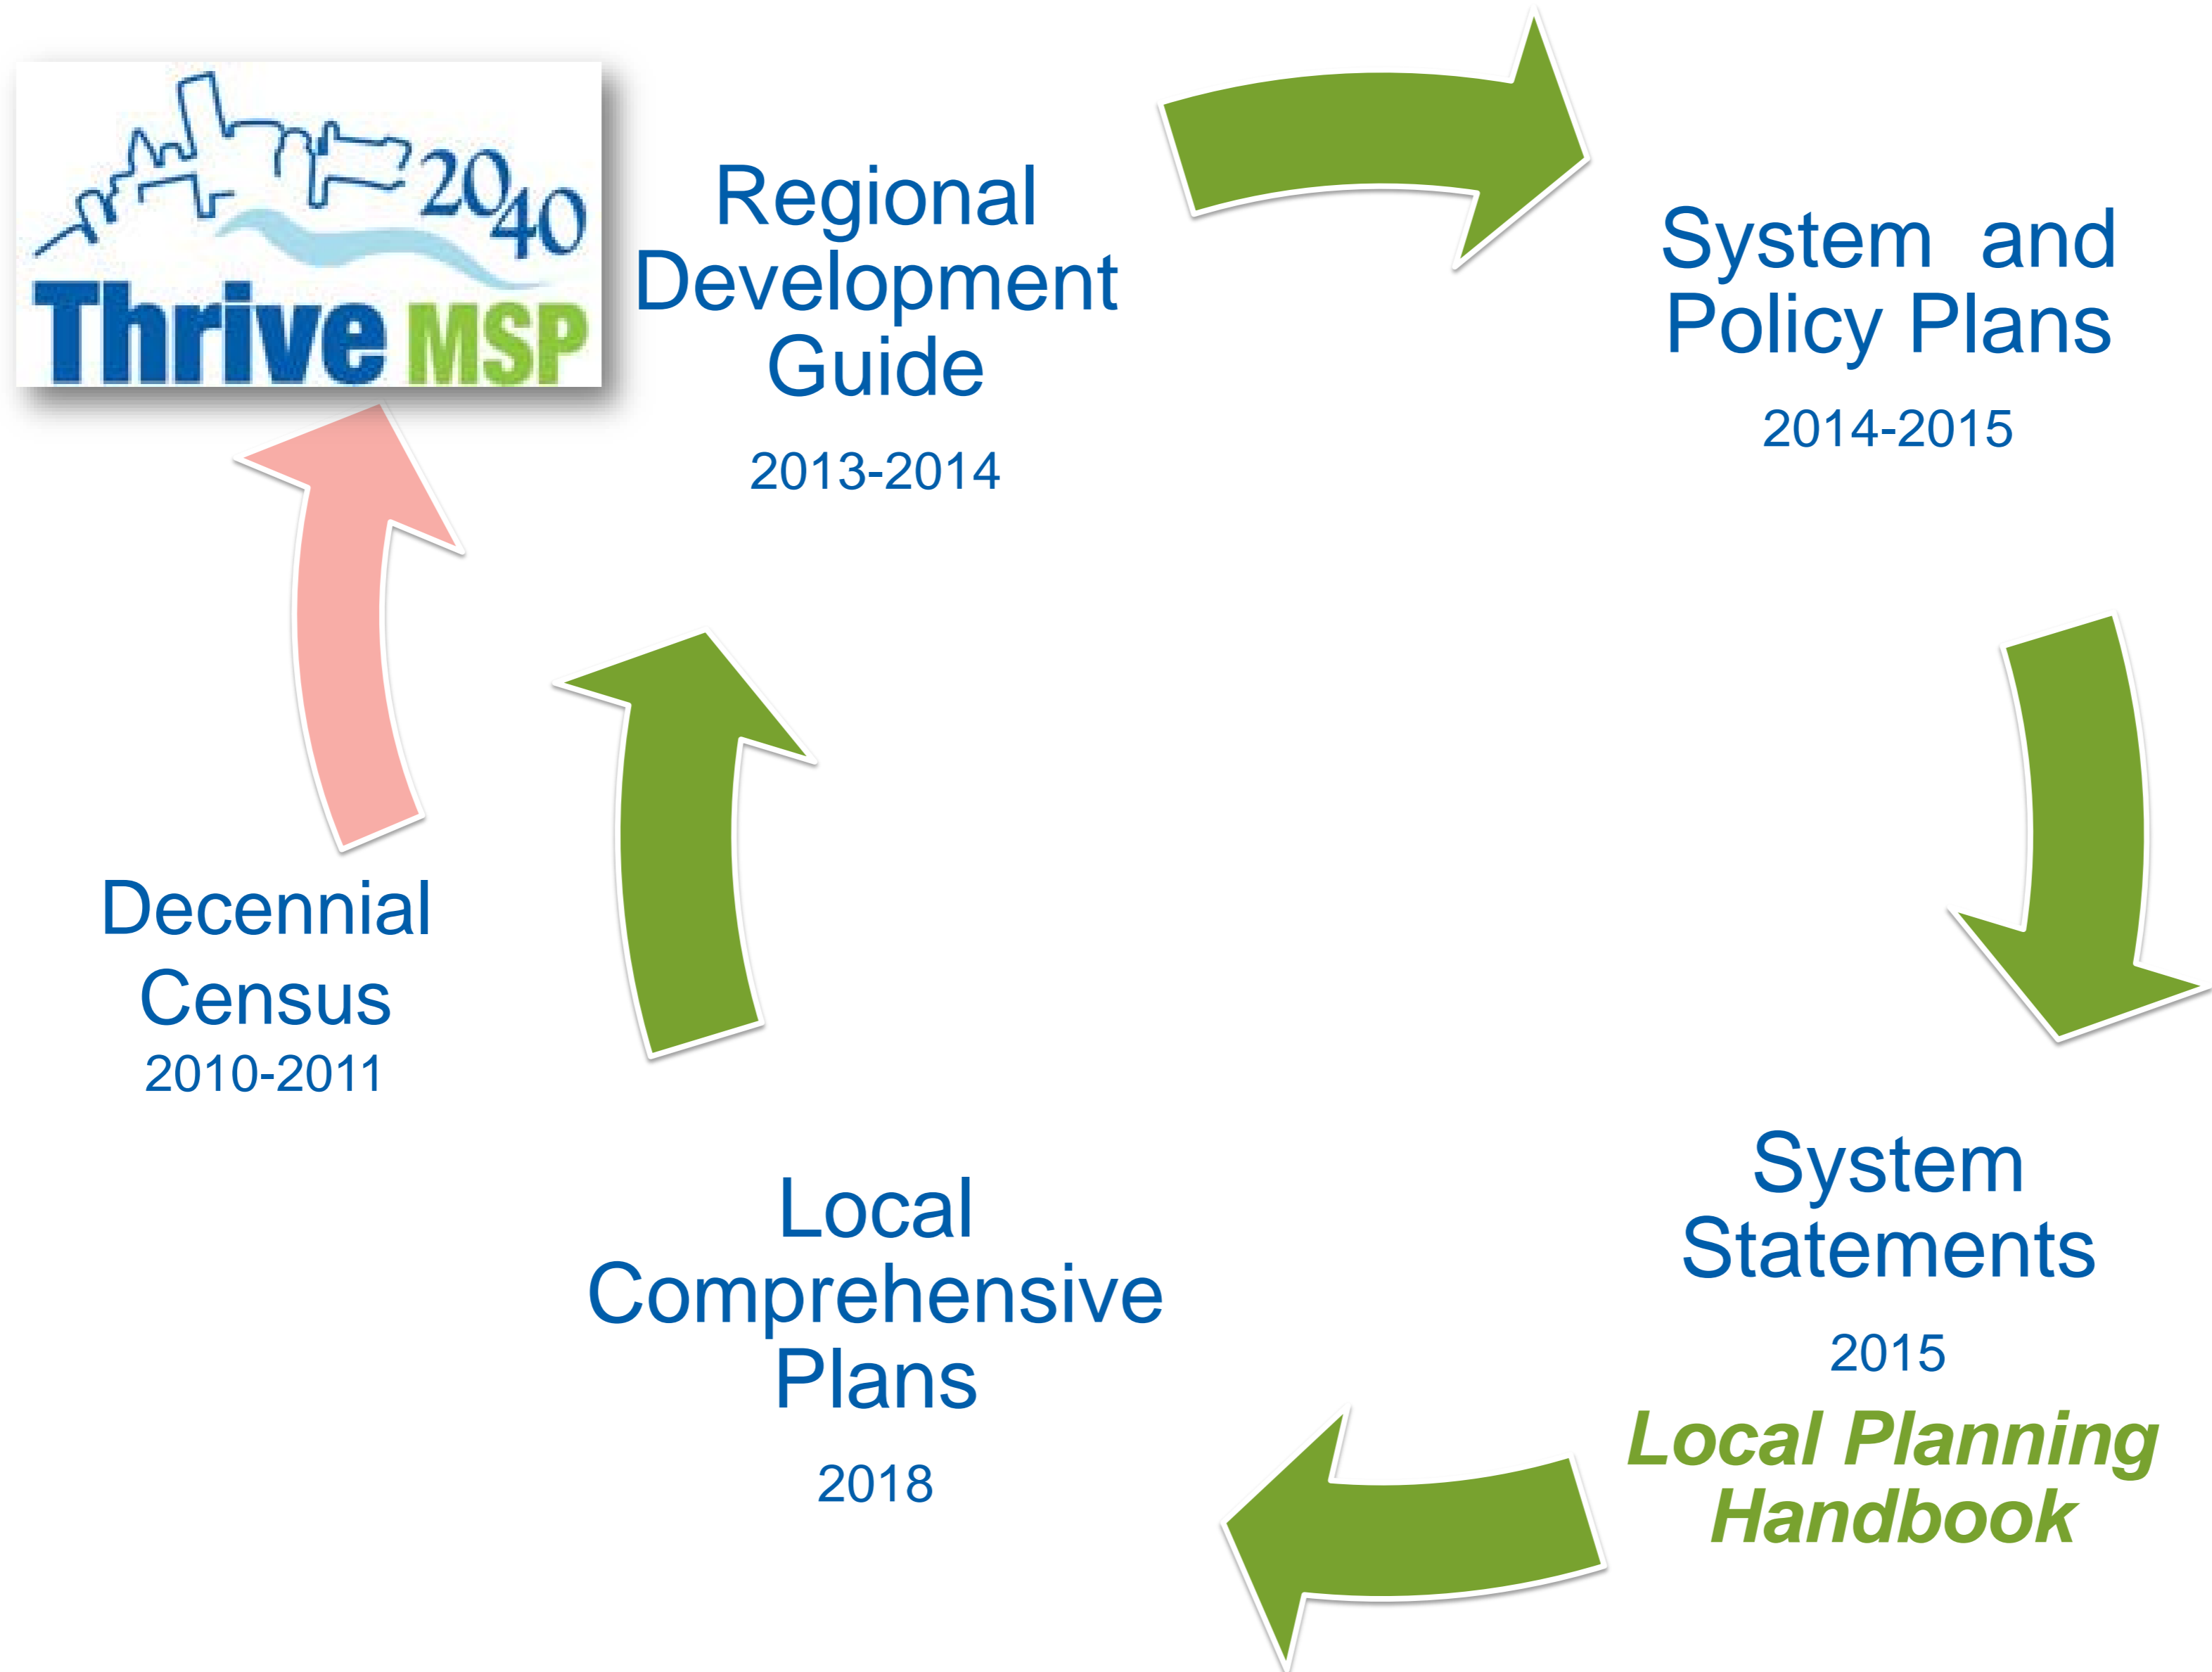 2040
Thrive MSP
Regional
Development
Guide
2013-2014
System and
Policy Plans
2014-2015
System
Statements
2015
Local Planning
Handbook
Local
Comprehensive
Plans
2018
Decennial
Census
2010-2011